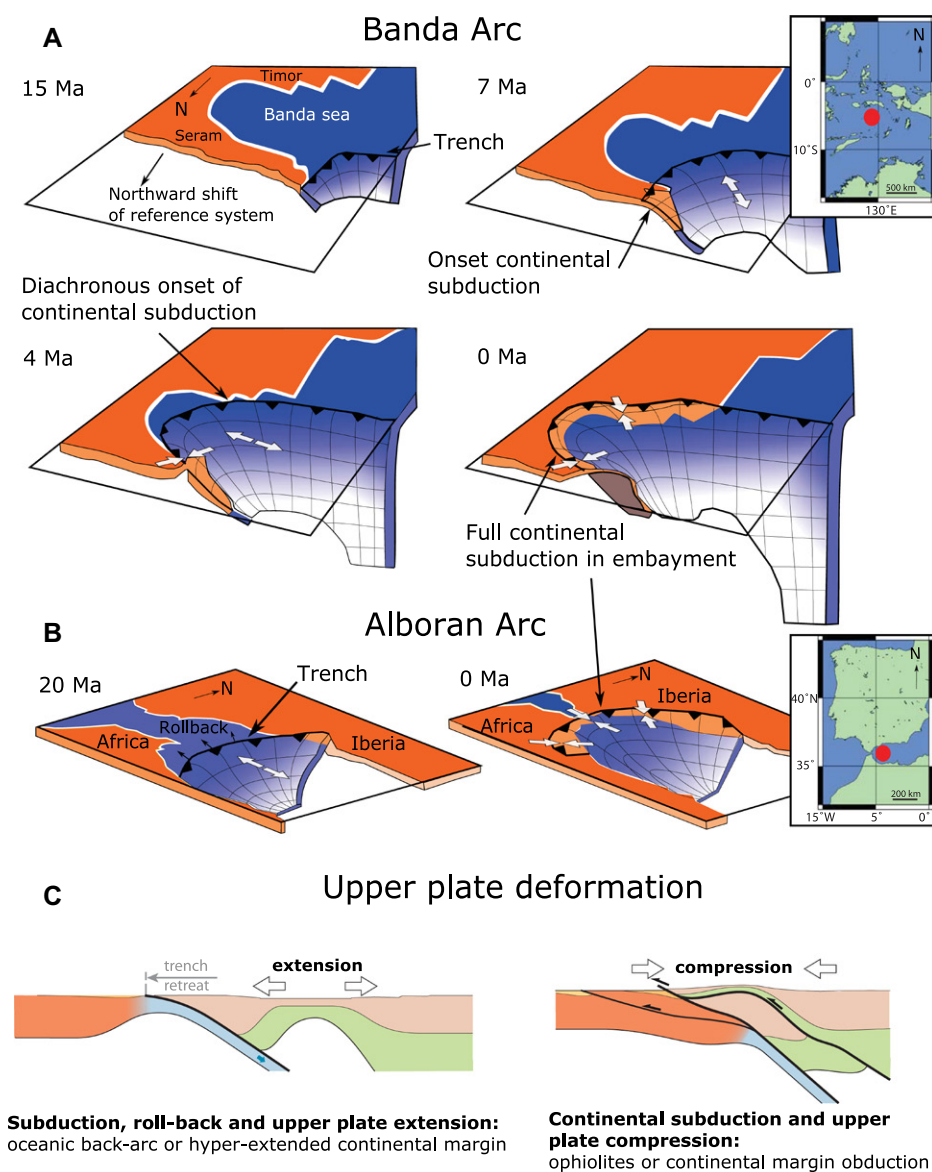 A
Banda Arc
15 Ma
N
Timor
Banda sea
Seram
Trench
Northward shift
of reference system
7 Ma
Onset continental
subduction
N
0°
10°S
500 km
130°E
Diachronous onset of
continental subduction
4 Ma
0 Ma
Full continental
subduction in embayment
B
Alboran Arc
20 Ma
N
Trench
Rollback
Africa
Iberia
0 Ma
N
Iberia
Africa
N
40°N
35°
200 km
15°W
5°
0°
C
Upper plate deformation
trench
retreat
extension
compression
Subduction, roll-back and upper plate extension:
oceanic back-arc or hyper-extended continental margin
Continental subduction and upper
plate compression:
ophiolites or continental margin obduction